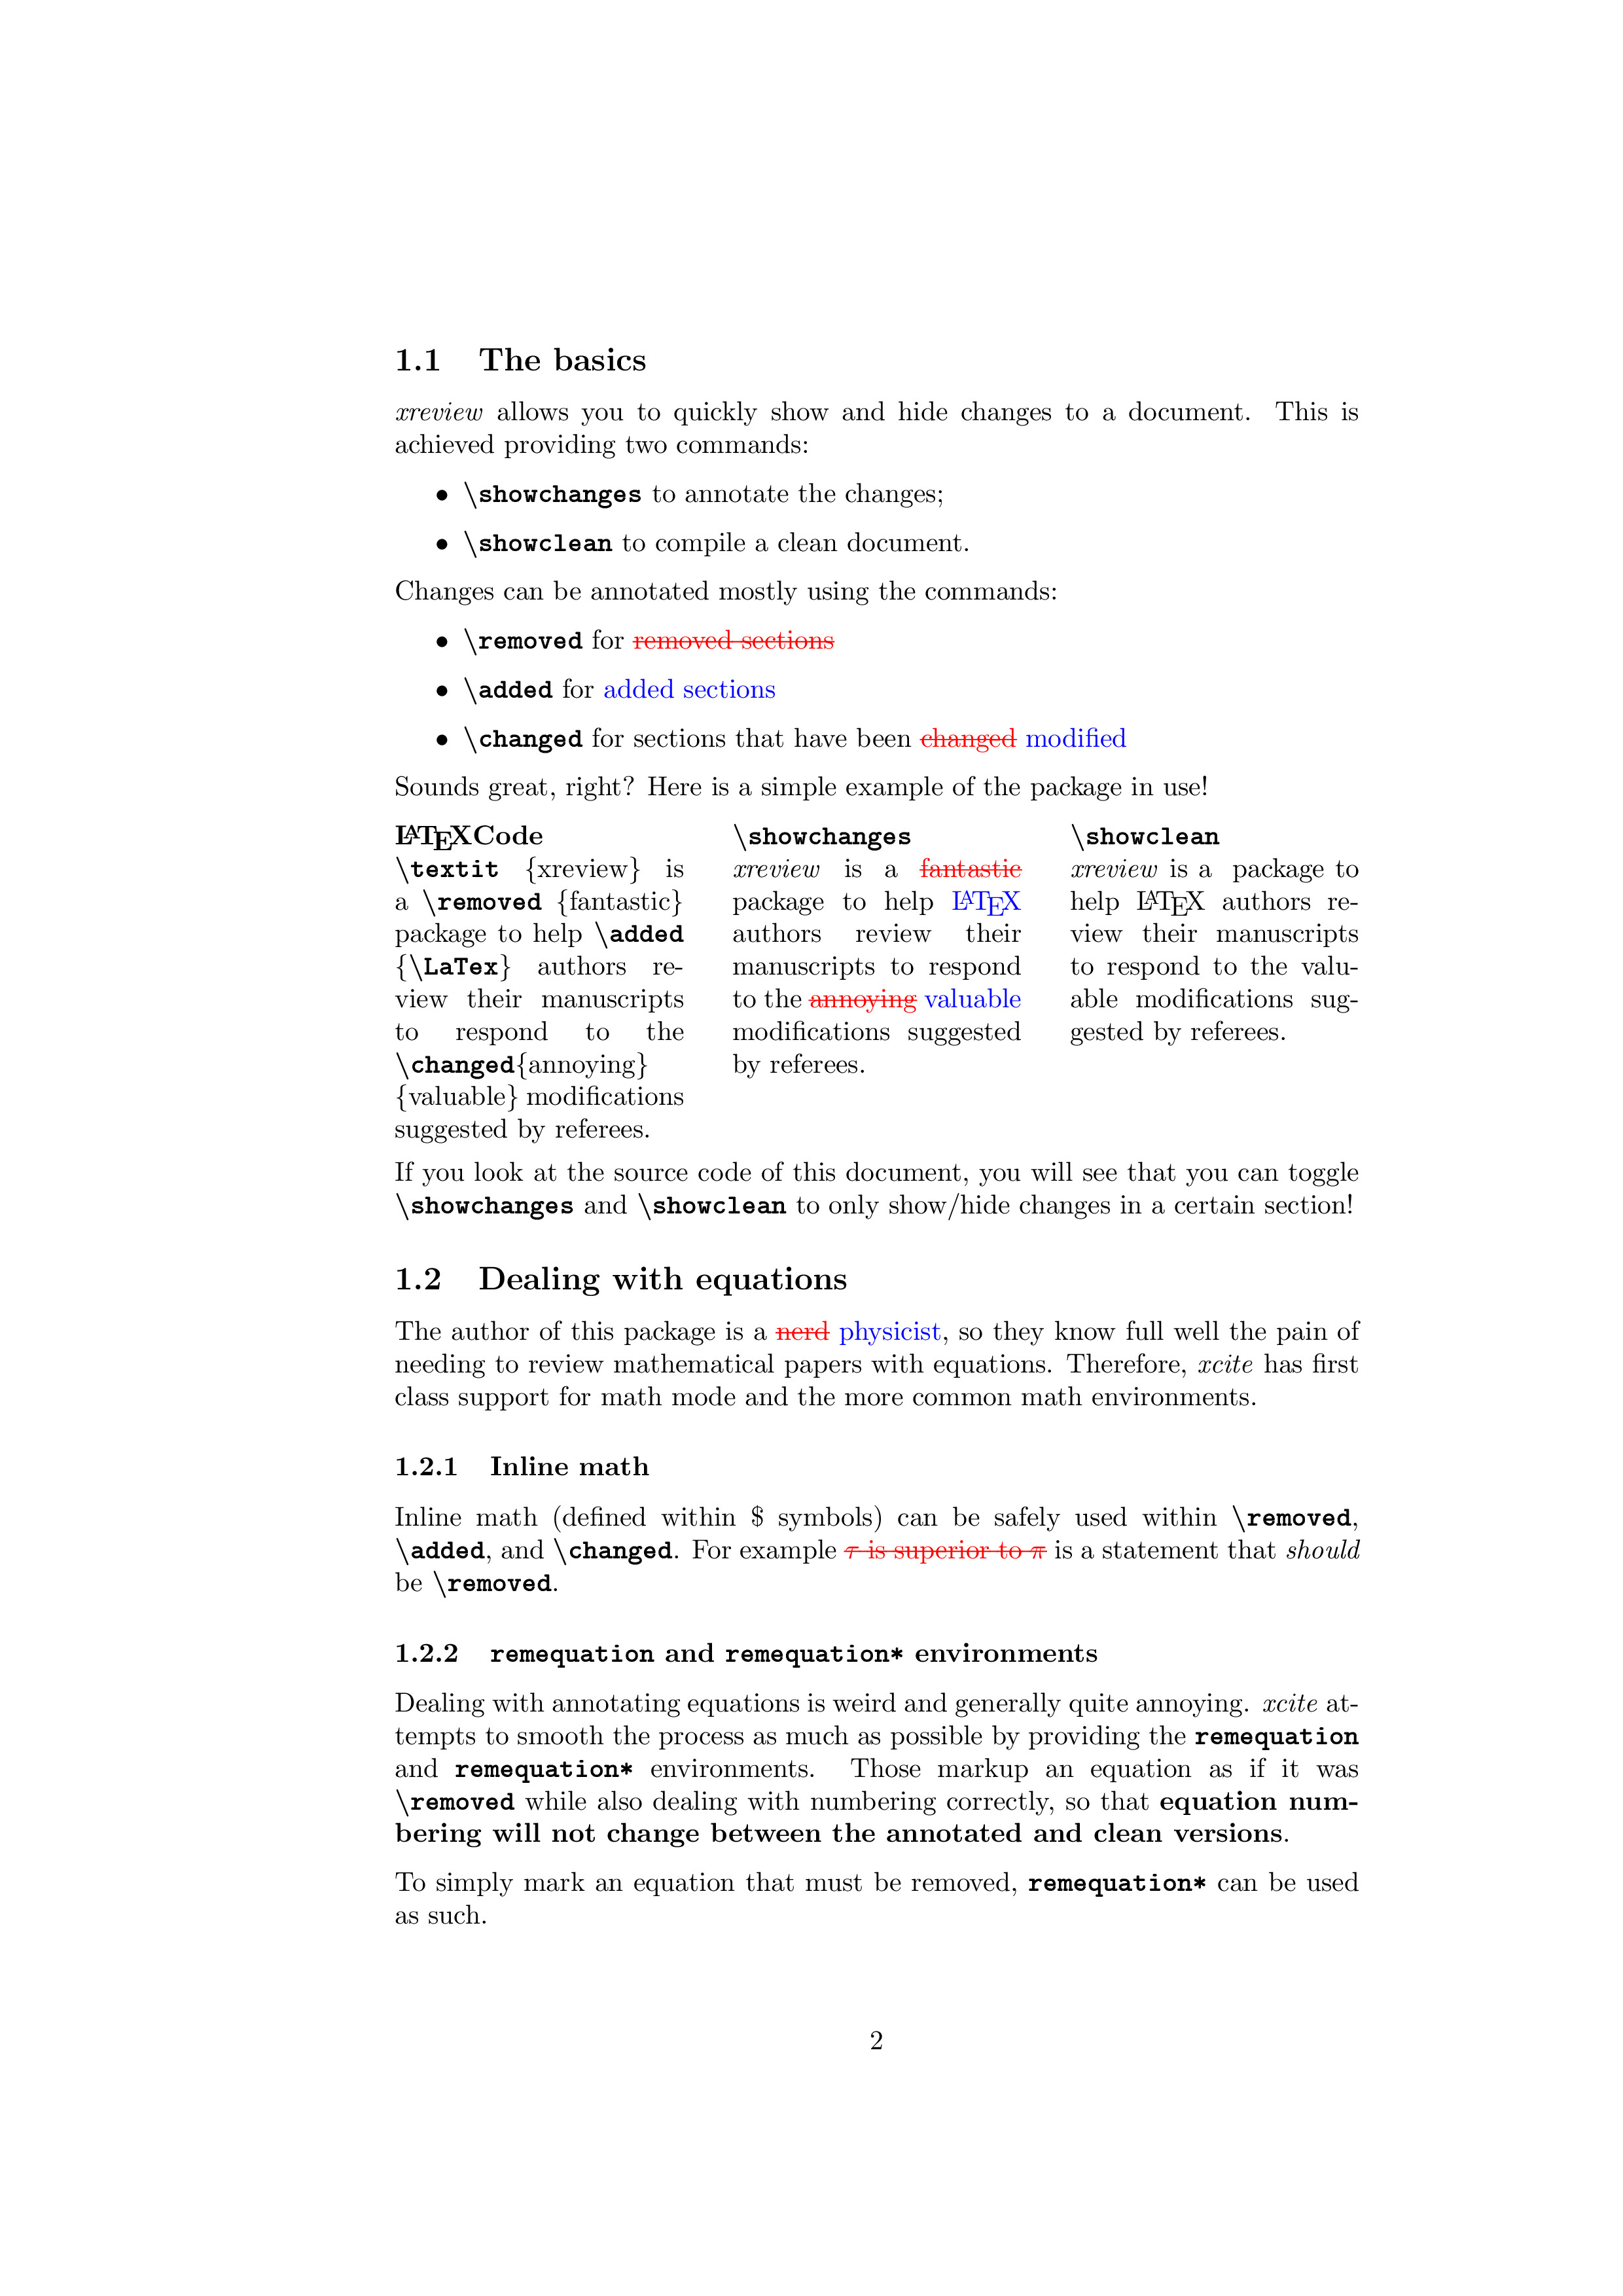 1.1 The basics
xreview allows you to quickly show and hide changes to a document. This is
achieved providing two commands:
• \showchanges to annotate the changes;
• \showclean to compile a clean document.
Changes can be annotated mostly using the commands:
• \removed for removed sections
• \added for added sections
• \changed for sections that have been changed modified
Sounds great, right? Here is a simple example of the package in use!
LATEXCode
\textit {xreview} is
a \removed {fantastic}
package to help \added
{\LaTex} authors re-
view their manuscripts
to respond to the
\changed{annoying}
{valuable} modifications
suggested by referees.
\showchanges
xreview is a fantastic
package to help LATEX
authors review their
manuscripts to respond
to the annoying valuable
modifications suggested
by referees.
\showclean
xreview is a package to
help LATEX authors re-
view their manuscripts
to respond to the valu-
able modifications sug-
gested by referees.
If you look at the source code of this document, you will see that you can toggle
\showchanges and \showclean to only show/hide changes in a certain section!
1.2 Dealing with equations
The author of this package is a nerd physicist, so they know full well the pain of
needing to review mathematical papers with equations. Therefore, xcite has first
class support for math mode and the more common math environments.
1.2.1 Inline math
Inline math (defined within $ symbols) can be safely used within \removed,
\added, and \changed. For example τ is superior to π is a statement that should
be \removed.
1.2.2 remequation and remequation* environments
Dealing with annotating equations is weird and generally quite annoying. xcite at-
tempts to smooth the process as much as possible by providing the remequation
and remequation* environments. Those markup an equation as if it was
\removed while also dealing with numbering correctly, so that equation num-
bering will not change between the annotated and clean versions.
To simply mark an equation that must be removed, remequation* can be used
as such.
2